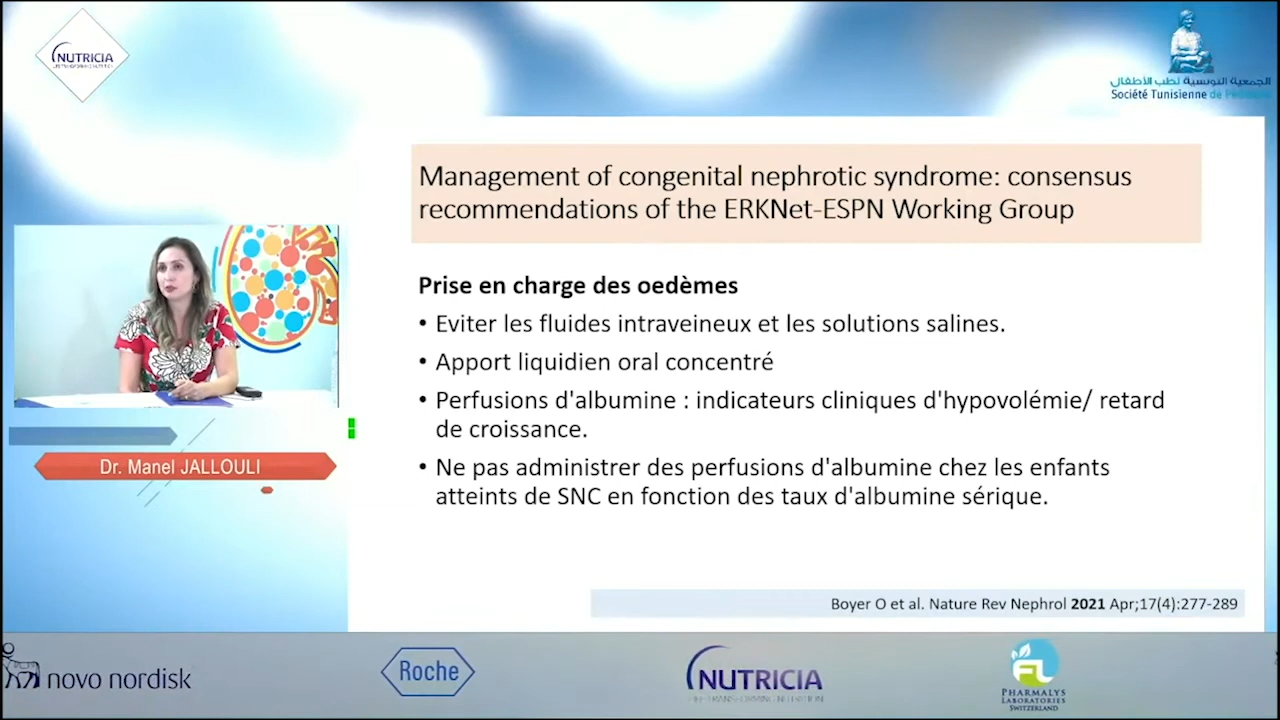 NUTRICIA
الجمعية التونسية لطب الأطفال
Société Tunisienne de
Management of congenital nephrotic syndrome: consensus
recommendations of the ERKNet-ESPN Working Group
Prise en charge des oedèmes
• Eviter les fluides intraveineux et les solutions salines.
• Apport liquidien oral concentré
• Perfusions d'albumine : indicateurs cliniques d'hypovolémie/ retard
de croissance.
• Ne pas administrer des perfusions d'albumine chez les enfants
atteints de SNC en fonction des taux d'albumine sérique.
Dr. Manel JALLOULI
Boyer O et al. Nature Rev Nephrol 2021 Apr;17(4):277-289
novo nordisk
Roche
NUTRICIA
PHARMALYS
LABORATORIES
SWITZERLAND